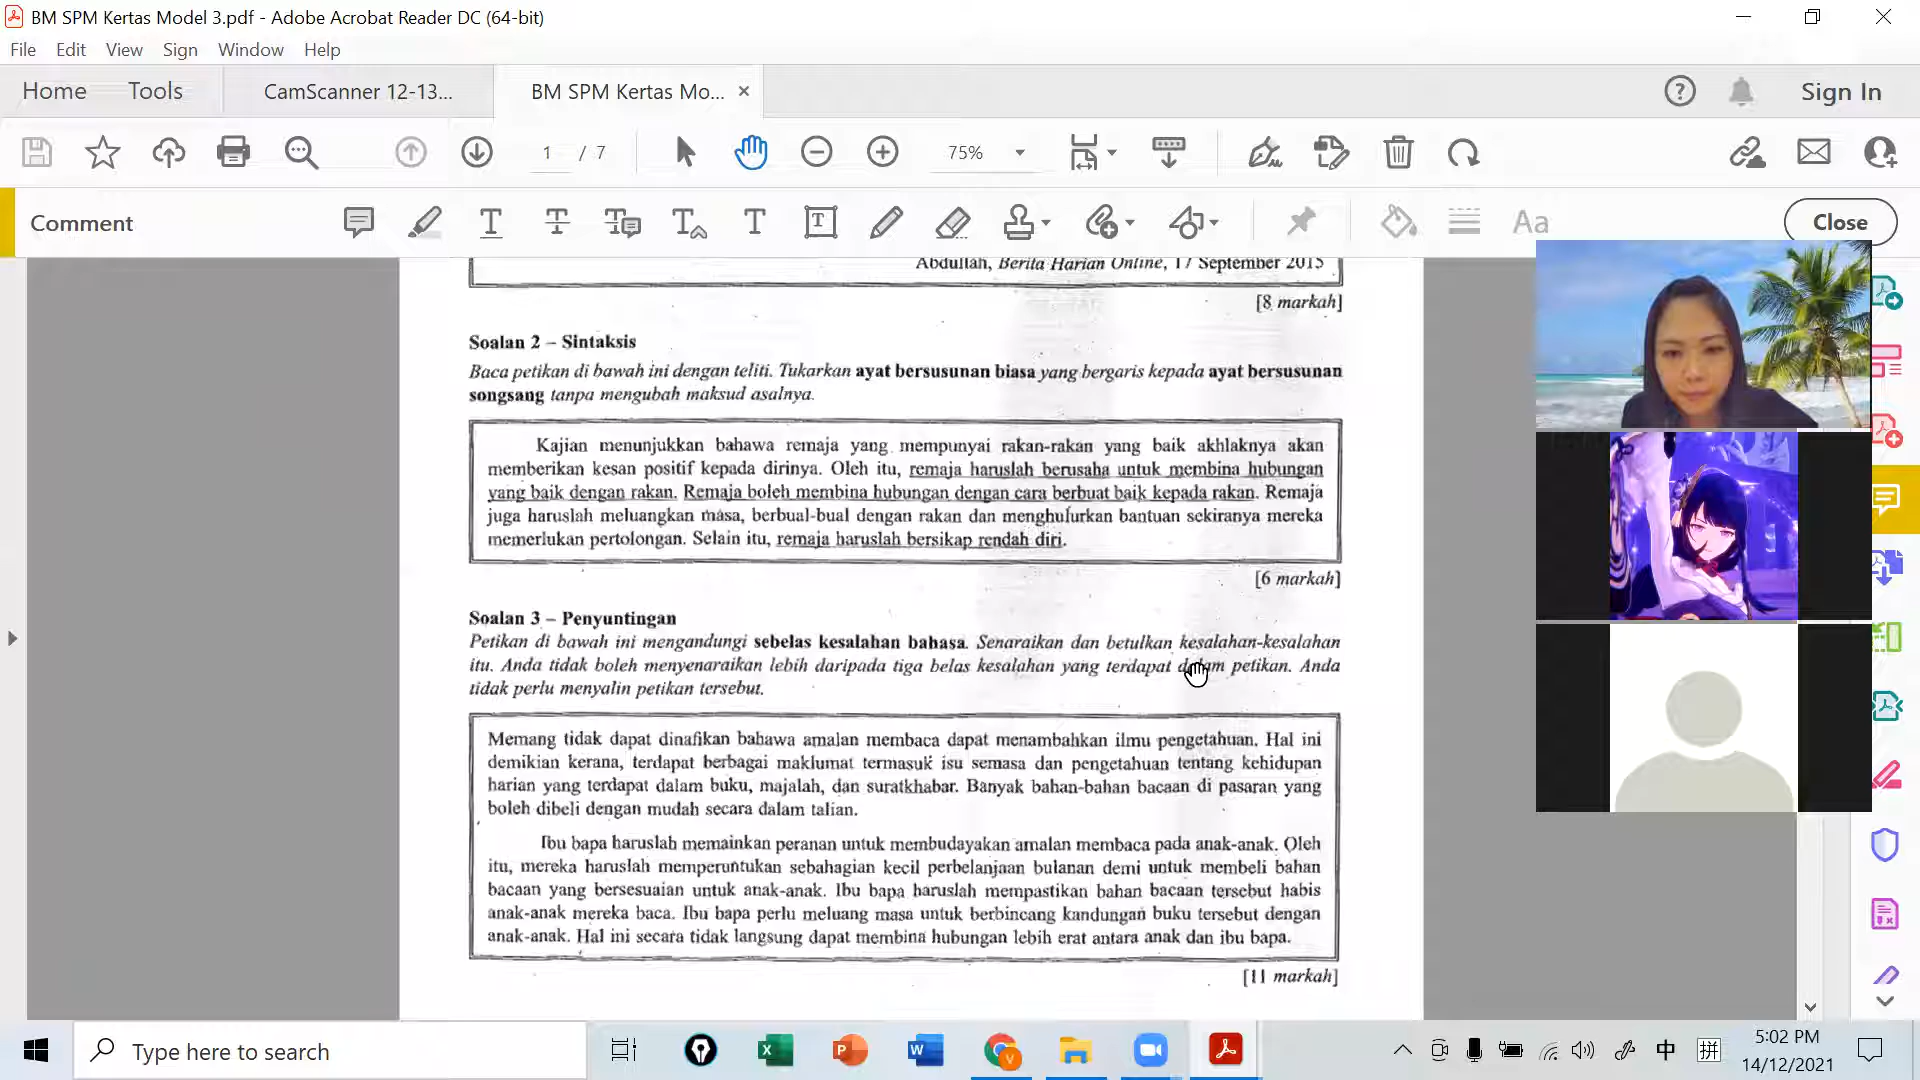 BM SPM Kertas Model 3.pdf - Adobe Acrobat Reader DC (64-bit)
File Edit View Sign Window Help
Home Tools CamScanner 12-13... BM SPM Kertas Mo... Sign In
1 / 7 75%
Comment Aa Close
Abdullah, Berita Harian Online, 17 September 2015
[8 markah]
Soalan 2 – Sintaksis
Baca petikan di bawah ini dengan teliti. Tukarkan ayat bersusunan biasa yang bergaris kepada ayat bersusunan
songsang tanpa mengubah maksud asalnya.
Kajian menunjukkan bahawa remaja yang mempunyai rakan-rakan yang baik akhlaknya akan
memberikan kesan positif kepada dirinya. Oleh itu, remaja haruslah berusaha untuk membina hubungan
yang baik dengan rakan. Remaja boleh membina hubungan dengan cara berbuat baik kepada rakan. Remaja
juga haruslah meluangkan masa, berbual-bual dengan rakan dan menghulurkan bantuan sekiranya mereka
memerlukan pertolongan. Selain itu, remaja haruslah bersikap rendah diri.
[6 markah]
Soalan 3 – Penyuntingan
Petikan di bawah ini mengandungi sebelas kesalahan bahasa. Senaraikan dan betulkan kesalahan-kesalahan
itu. Anda tidak boleh menyenaraikan lebih daripada tiga belas kesalahan yang terdapat dalam petikan. Anda
tidak perlu menyalin petikan tersebut.
Memang tidak dapat dinafikan bahawa amalan membaca dapat menambahkan ilmu pengetahuan. Hal ini
demikian kerana, terdapat berbagai maklumat termasuk isu semasa dan pengetahuan tentang kehidupan
harian yang terdapat dalam buku, majalah, dan suratkhabar. Banyak bahan-bahan bacaan di pasaran yang
boleh dibeli dengan mudah secara dalam talian.
Ibu bapa haruslah memainkan peranan untuk membudayakan amalan membaca pada anak-anak. Oleh
itu, mereka haruslah memperuntukan sebahagian kecil perbelanjaan bulanan demi untuk membeli bahan
bacaan yang bersesuaian untuk anak-anak. Ibu bapa haruslah mempastikan bahan bacaan tersebut habis
anak-anak mereka baca. Ibu bapa perlu meluang masa untuk berbincang kandungan buku tersebut dengan
anak-anak. Hal ini secara tidak langsung dapat membina hubungan lebih erat antara anak dan ibu bapa.
[11 markah]
Type here to search
中 拼
5:02 PM
14/12/2021